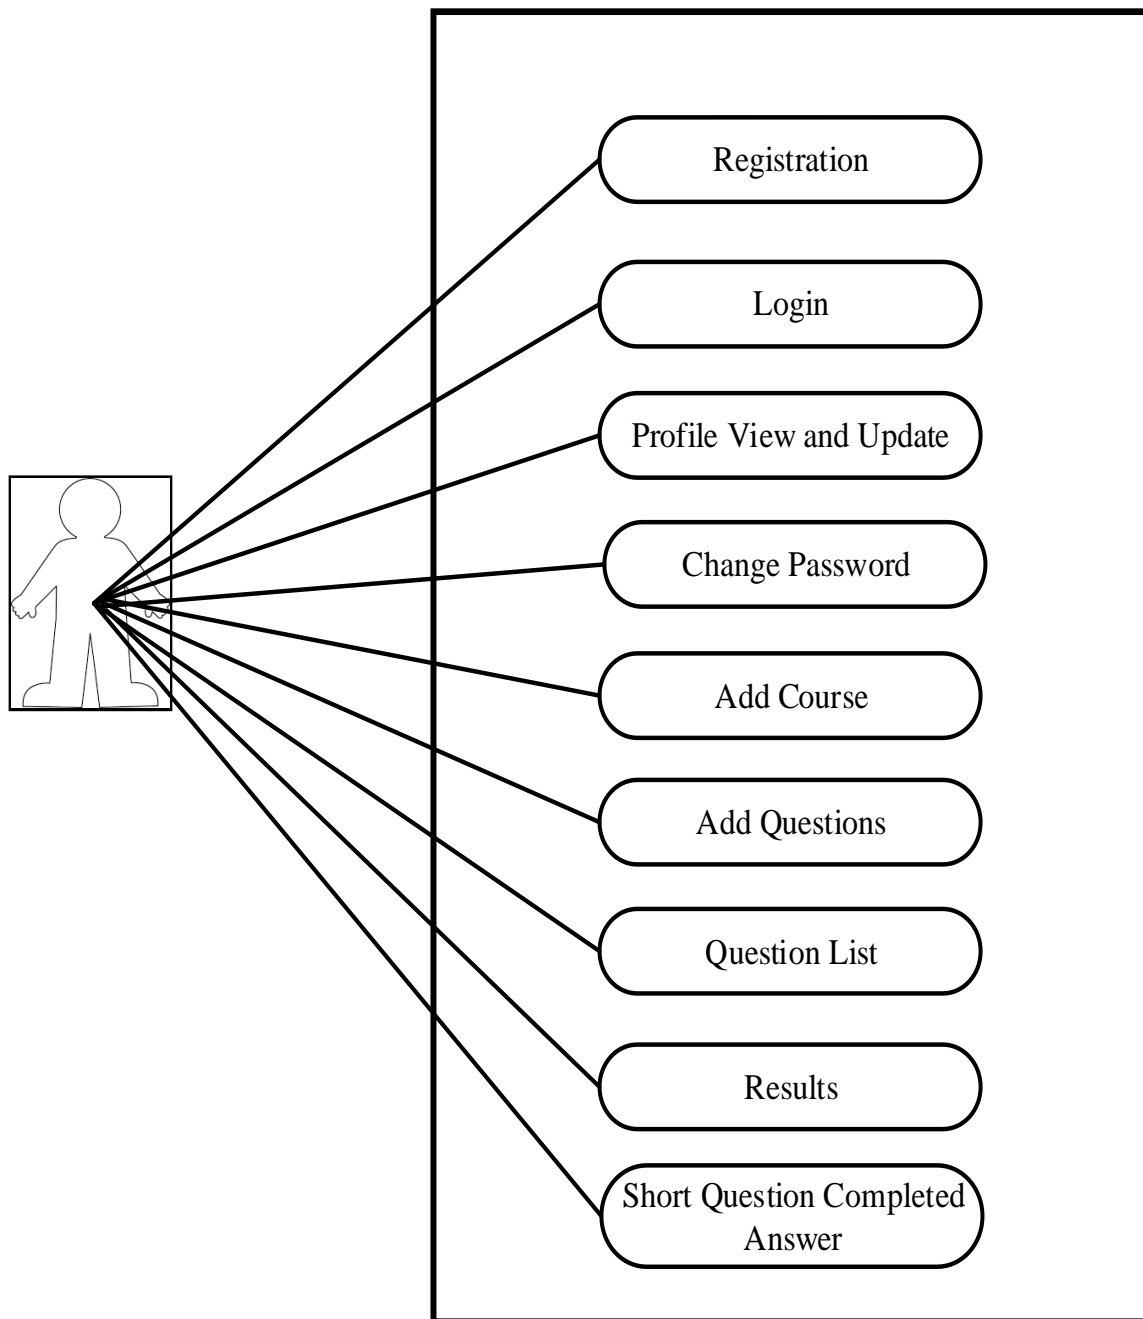 Registration
Login
Profile View and Update
Change Password
Add Course
Add Questions
Question List
Results
Short Question Completed
Answer